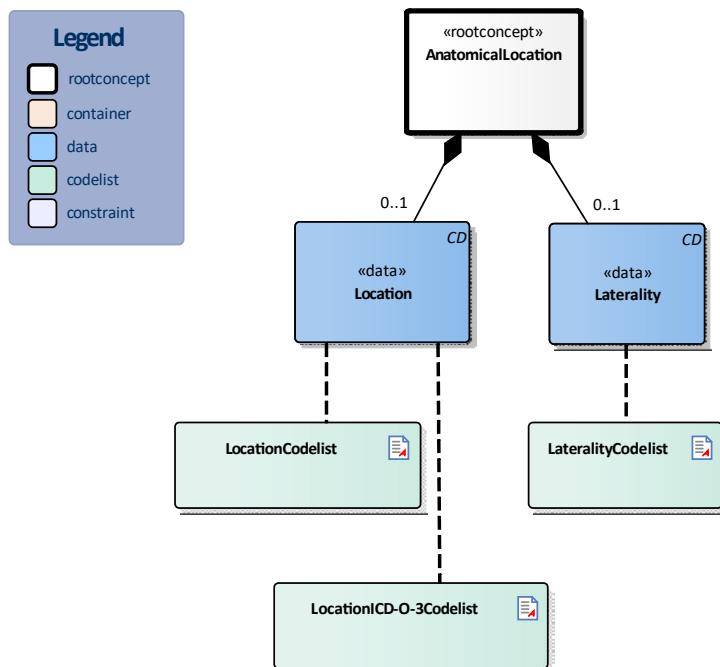 Legend
rootconcept
container
data
codelist
constraint
«rootconcept»
AnatomicalLocation
0..1
0..1
CD
«data»
Location
CD
«data»
Laterality
LocationCodelist
LateralityCodelist
LocationICD-O-3Codelist